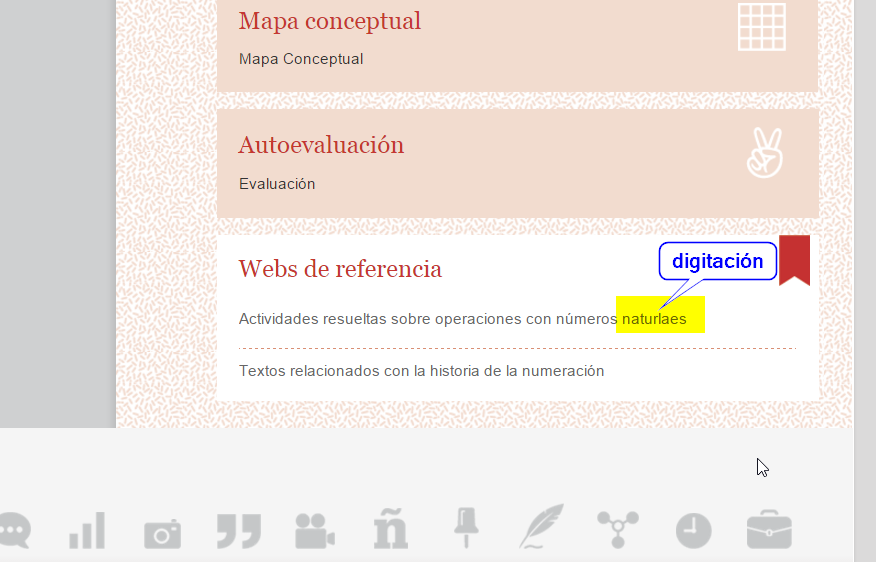 Mapa conceptual
Mapa Conceptual
Autoevaluación
Evaluación
Webs de referencia
digitación
Actividades resueltas sobre operaciones con números naturlaes
Textos relacionados con la historia de la numeración
ñ